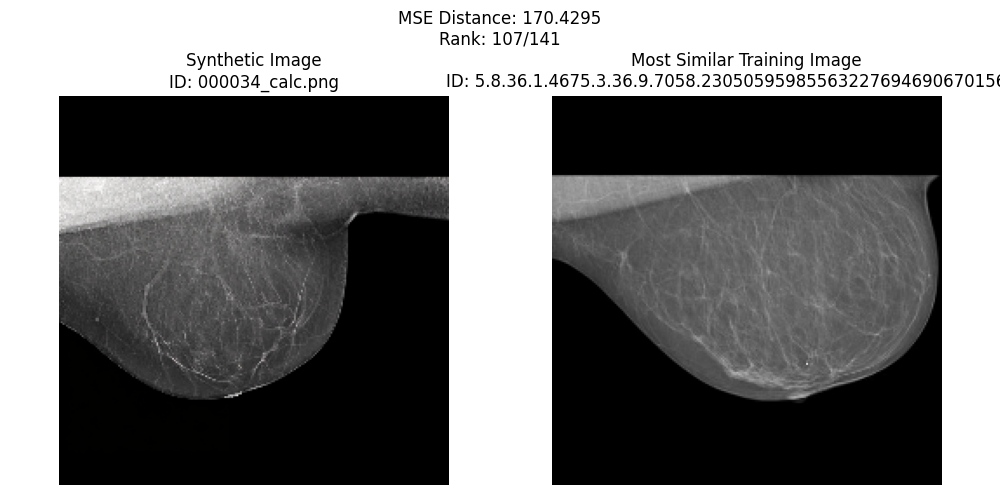 MSE Distance: 170.4295
Rank: 107/141
Synthetic Image
ID: 000034_calc.png
Most Similar Training Image
ID: 5.8.36.1.4675.3.36.9.7058.23050595985563227694690670156